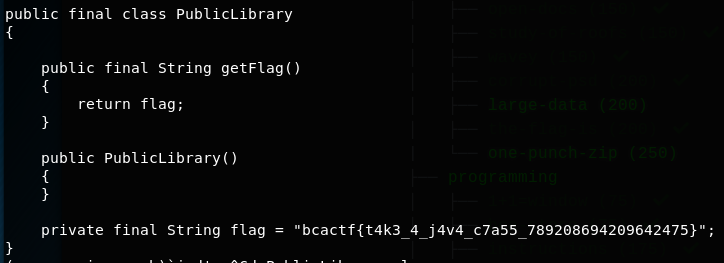 public final class PublicLibrary
{
    public final String getFlag()
    {
        return flag;
    }
    public PublicLibrary()
    {
    }
    private final String flag = "bcactf{t4k3_4_j4v4_c7a55_789208694209642475}";
}
large-data (200)
one-punch-zip (250)
programming